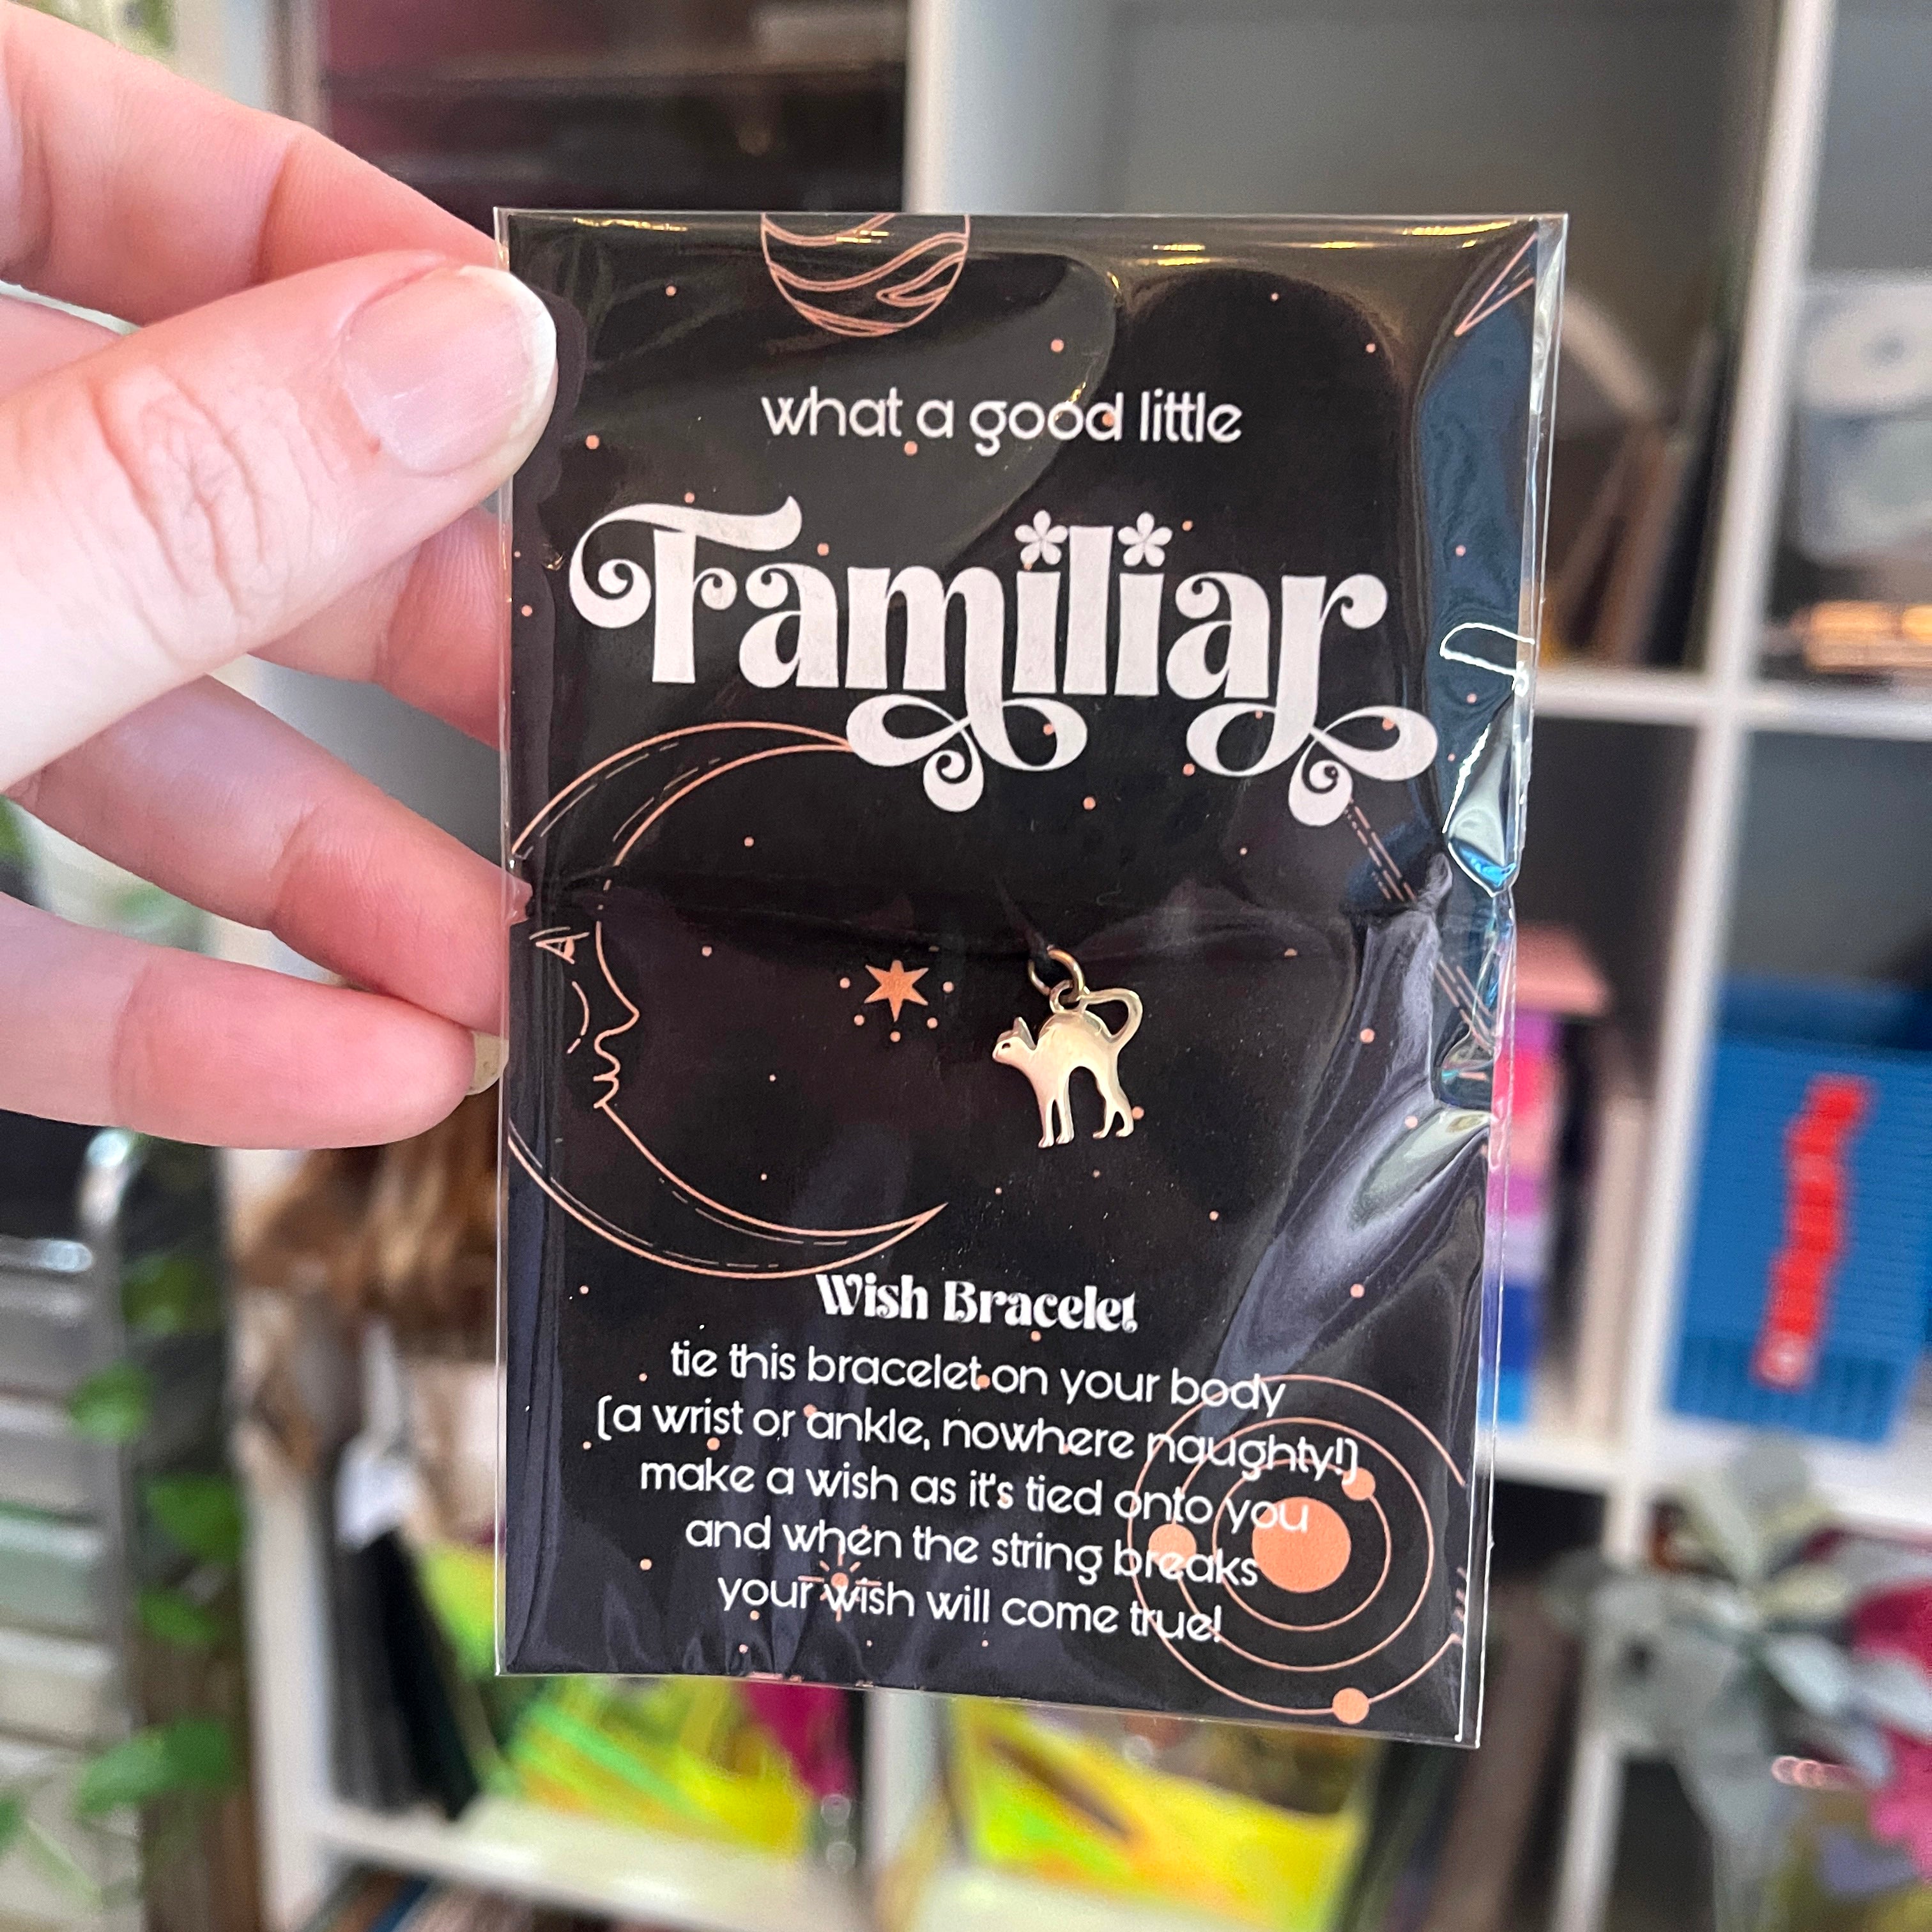 what a good little
Familiar
Wish Bracelet
tie this bracelet on your body
(a wrist or ankle, nowhere naughty!)
make a wish as it's tied onto you
and when the string breaks
your wish will come true!